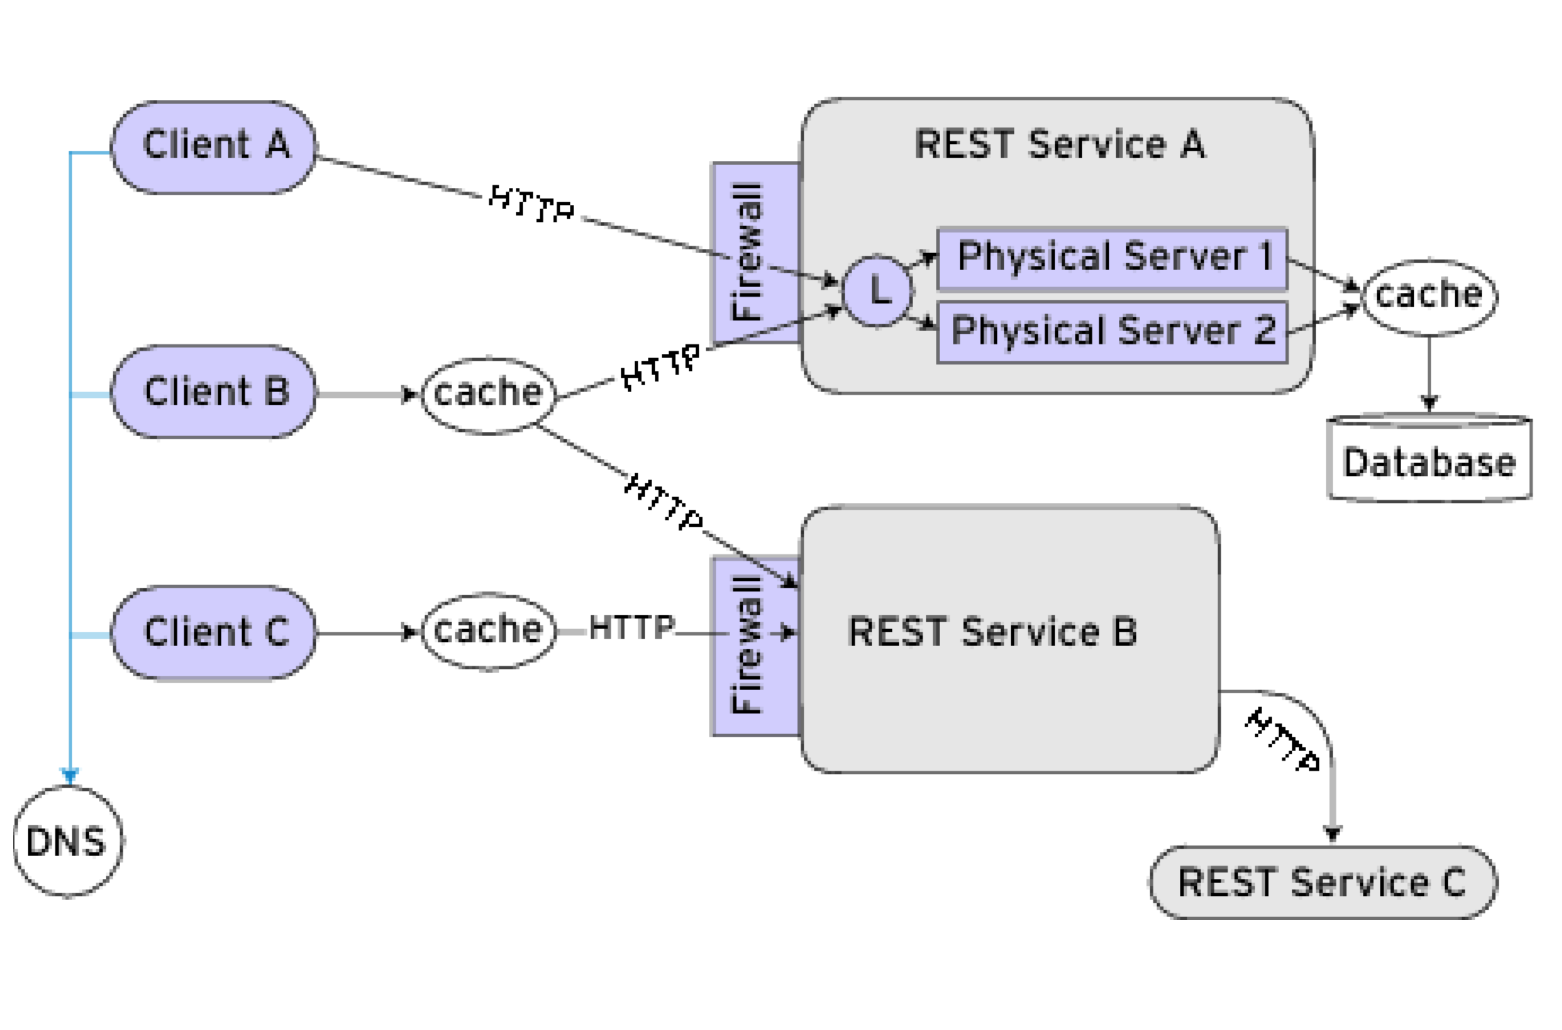 Client A
HTTP
Firewall
REST Service A
L
Physical Server 1
Physical Server 2
cache
Database
Client B
cache
HTTP
HTTP
Client C
cache
HTTP
Firewall
REST Service B
HTTP
REST Service C
DNS